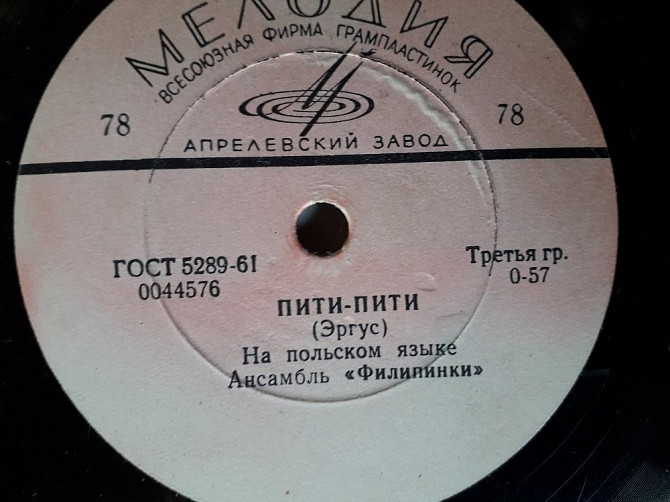 МЕЛОДИЯ
ВСЕСОЮЗНАЯ ФИРМА ГРАМПЛАСТИНОК
78
78
АПРЕЛЕВСКИЙ ЗАВОД
ГОСТ 5289-61
0044576
Третья гр.
0-57
ПИТИ-ПИТИ
(Эргус)
На польском языке
Ансамбль «Филипинки»